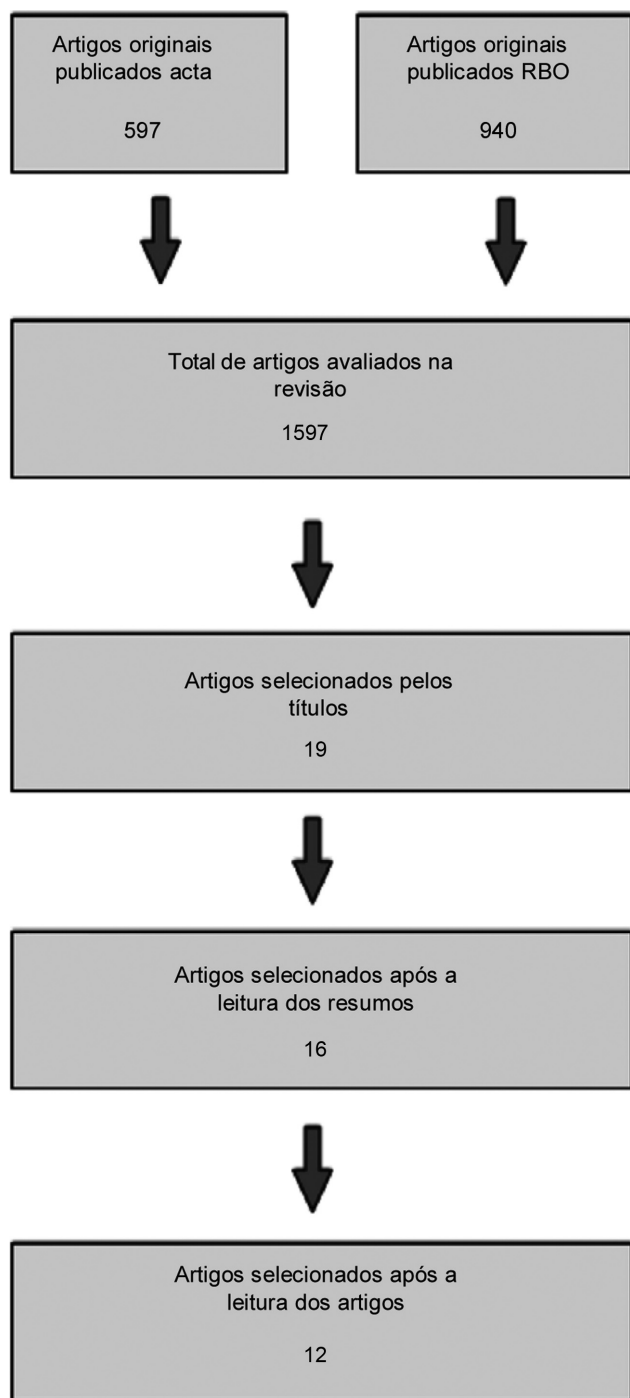 Artigos originais
publicados acta
597
Artigos originais
publicados RBO
940
Total de artigos avaliados na
revisão
1597
Artigos selecionados pelos
títulos
19
Artigos selecionados após a
leitura dos resumos
16
Artigos selecionados após a
leitura dos artigos
12